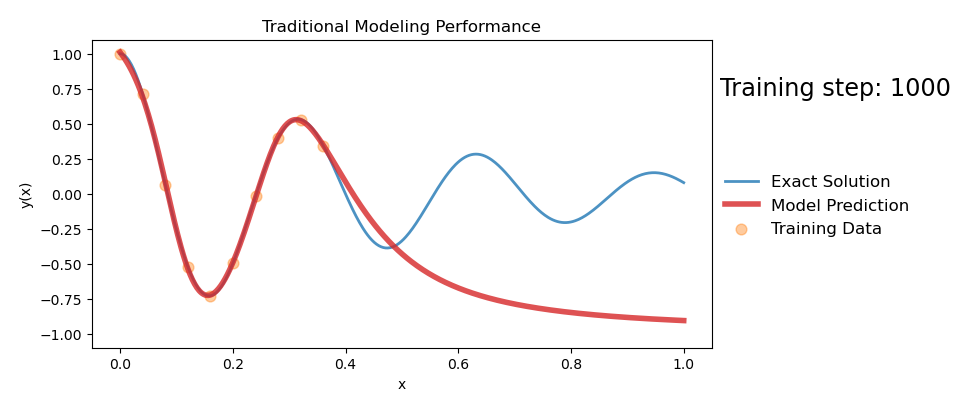 Traditional Modeling Performance
Training step: 1000
1.00
0.75
0.50
0.25
0.00
−0.25
−0.50
−0.75
−1.00
y(x)
Exact Solution
Model Prediction
Training Data
0.0 0.2 0.4 0.6 0.8 1.0
x